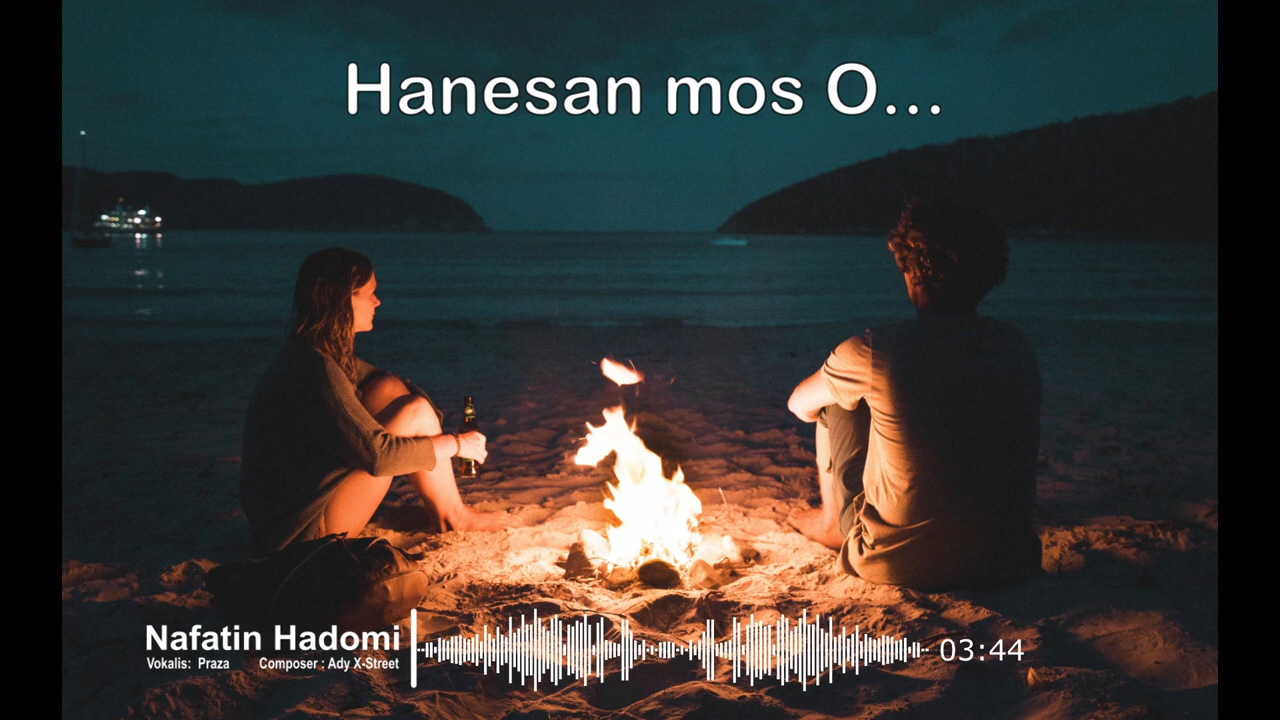 Hanesan mos O...
Nafatin Hadomi
Vokalis: Praza Composer : Ady X-Street
03:44